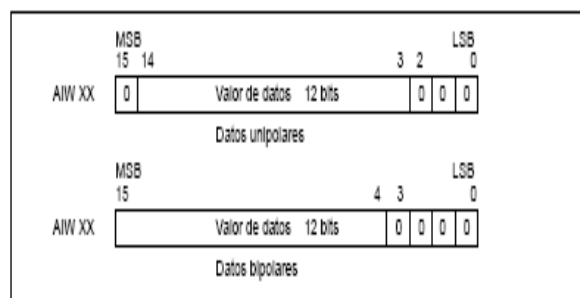 MSB LSB
15 14 3 2 0
AIW XX 0 Valor de datos 12 bits 0 0 0
Datos unipolares
MSB LSB
15 4 3 0
AIW XX Valor de datos 12 bits 0 0 0 0
Datos bipolares